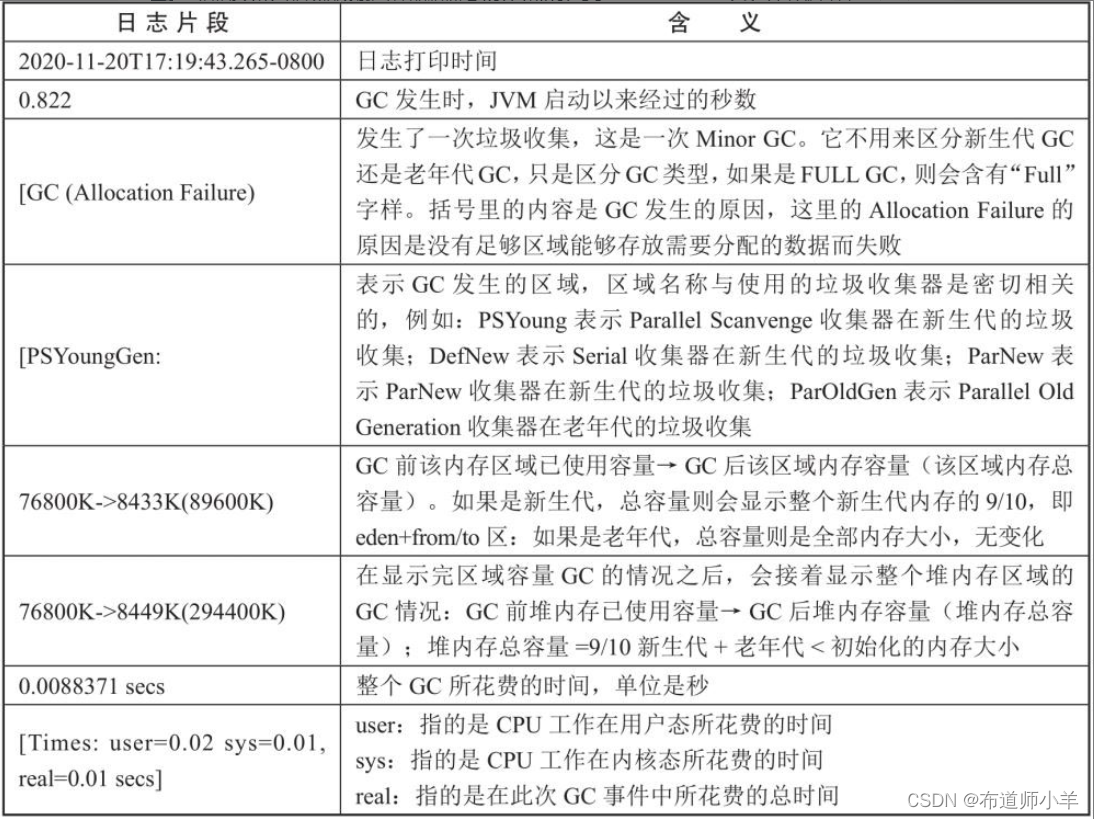 日志片段 含 义
2020-11-20T17:19:43.265-0800 日志打印时间
0.822 GC 发生时，JVM 启动以来经过的秒数
[GC (Allocation Failure)
发生了一次垃圾收集，这是一次 Minor GC。它不用来区分新生代 GC
还是老年代 GC，只是区分 GC 类型，如果是 FULL GC，则会含有“Full”
字样。括号里的内容是 GC 发生的原因，这里的 Allocation Failure 的
原因是没有足够区域能够存放需要分配的数据而失败
[PSYoungGen:
表示 GC 发生的区域，区域名称与使用的垃圾收集器是密切相关
的，例如：PSYoung 表示 Parallel Scanvenge 收集器在新生代的垃圾
收集；DefNew 表示 Serial 收集器在新生代的垃圾收集；ParNew 表
示 ParNew 收集器在新生代的垃圾收集；ParOldGen 表示 Parallel Old
Generation 收集器在老年代的垃圾收集
76800K->8433K(89600K)
GC 前该内存区域已使用容量→ GC 后该区域内存容量（该区域内存总
容量）。如果是新生代，总容量则会显示整个新生代内存的 9/10，即
eden+from/to 区：如果是老年代，总容量则是全部内存大小，无变化
76800K->8449K(294400K)
在显示完区域容量 GC 的情况之后，会接着显示整个堆内存区域的
GC 情况：GC 前堆内存已使用容量→ GC 后堆内存容量（堆内存总容
量）；堆内存总容量 =9/10 新生代 + 老年代 < 初始化的内存大小
0.0088371 secs 整个 GC 所花费的时间，单位是秒
[Times: user=0.02 sys=0.01,
real=0.01 secs]
user：指的是 CPU 工作在用户态所花费的时间
sys：指的是 CPU 工作在内核态所花费的时间
real：指的是在此次 GC 事件中所花费的总时间
CSDN @布道师小羊